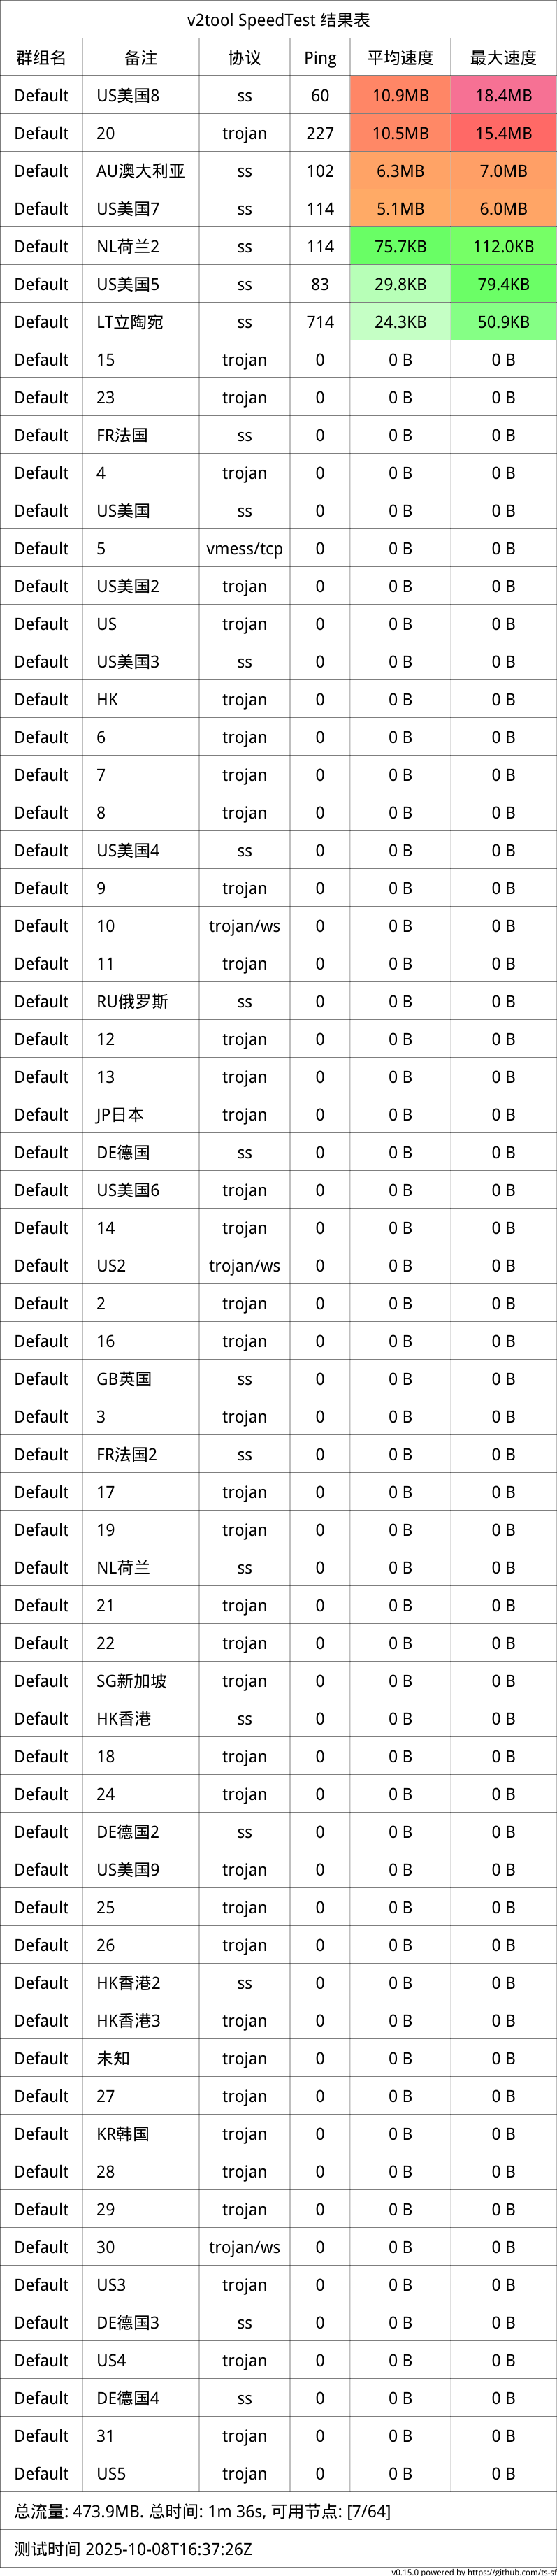 v2tool SpeedTest 结果表
群组名 备注 协议 Ping 平均速度 最大速度
Default US美国8 ss 60 10.9MB 18.4MB
Default 20 trojan 227 10.5MB 15.4MB
Default AU澳大利亚 ss 102 6.3MB 7.0MB
Default US美国7 ss 114 5.1MB 6.0MB
Default NL荷兰2 ss 114 75.7KB 112.0KB
Default US美国5 ss 83 29.8KB 79.4KB
Default LT立陶宛 ss 714 24.3KB 50.9KB
Default 15 trojan 0 0 B 0 B
Default 23 trojan 0 0 B 0 B
Default FR法国 ss 0 0 B 0 B
Default 4 trojan 0 0 B 0 B
Default US美国 ss 0 0 B 0 B
Default 5 vmess/tcp 0 0 B 0 B
Default US美国2 trojan 0 0 B 0 B
Default US trojan 0 0 B 0 B
Default US美国3 ss 0 0 B 0 B
Default HK trojan 0 0 B 0 B
Default 6 trojan 0 0 B 0 B
Default 7 trojan 0 0 B 0 B
Default 8 trojan 0 0 B 0 B
Default US美国4 ss 0 0 B 0 B
Default 9 trojan 0 0 B 0 B
Default 10 trojan/ws 0 0 B 0 B
Default 11 trojan 0 0 B 0 B
Default RU俄罗斯 ss 0 0 B 0 B
Default 12 trojan 0 0 B 0 B
Default 13 trojan 0 0 B 0 B
Default JP日本 trojan 0 0 B 0 B
Default DE德国 ss 0 0 B 0 B
Default US美国6 trojan 0 0 B 0 B
Default 14 trojan 0 0 B 0 B
Default US2 trojan/ws 0 0 B 0 B
Default 2 trojan 0 0 B 0 B
Default 16 trojan 0 0 B 0 B
Default GB英国 ss 0 0 B 0 B
Default 3 trojan 0 0 B 0 B
Default FR法国2 ss 0 0 B 0 B
Default 17 trojan 0 0 B 0 B
Default 19 trojan 0 0 B 0 B
Default NL荷兰 ss 0 0 B 0 B
Default 21 trojan 0 0 B 0 B
Default 22 trojan 0 0 B 0 B
Default SG新加坡 trojan 0 0 B 0 B
Default HK香港 ss 0 0 B 0 B
Default 18 trojan 0 0 B 0 B
Default 24 trojan 0 0 B 0 B
Default DE德国2 ss 0 0 B 0 B
Default US美国9 trojan 0 0 B 0 B
Default 25 trojan 0 0 B 0 B
Default 26 trojan 0 0 B 0 B
Default HK香港2 ss 0 0 B 0 B
Default HK香港3 trojan 0 0 B 0 B
Default 未知 trojan 0 0 B 0 B
Default 27 trojan 0 0 B 0 B
Default KR韩国 trojan 0 0 B 0 B
Default 28 trojan 0 0 B 0 B
Default 29 trojan 0 0 B 0 B
Default 30 trojan/ws 0 0 B 0 B
Default US3 trojan 0 0 B 0 B
Default DE德国3 ss 0 0 B 0 B
Default US4 trojan 0 0 B 0 B
Default DE德国4 ss 0 0 B 0 B
Default 31 trojan 0 0 B 0 B
Default US5 trojan 0 0 B 0 B
总流量: 473.9MB. 总时间: 1m 36s, 可用节点: [7/64]
测试时间 2025-10-08T16:37:26Z
v0.15.0 powered by https://github.com/ts-sf